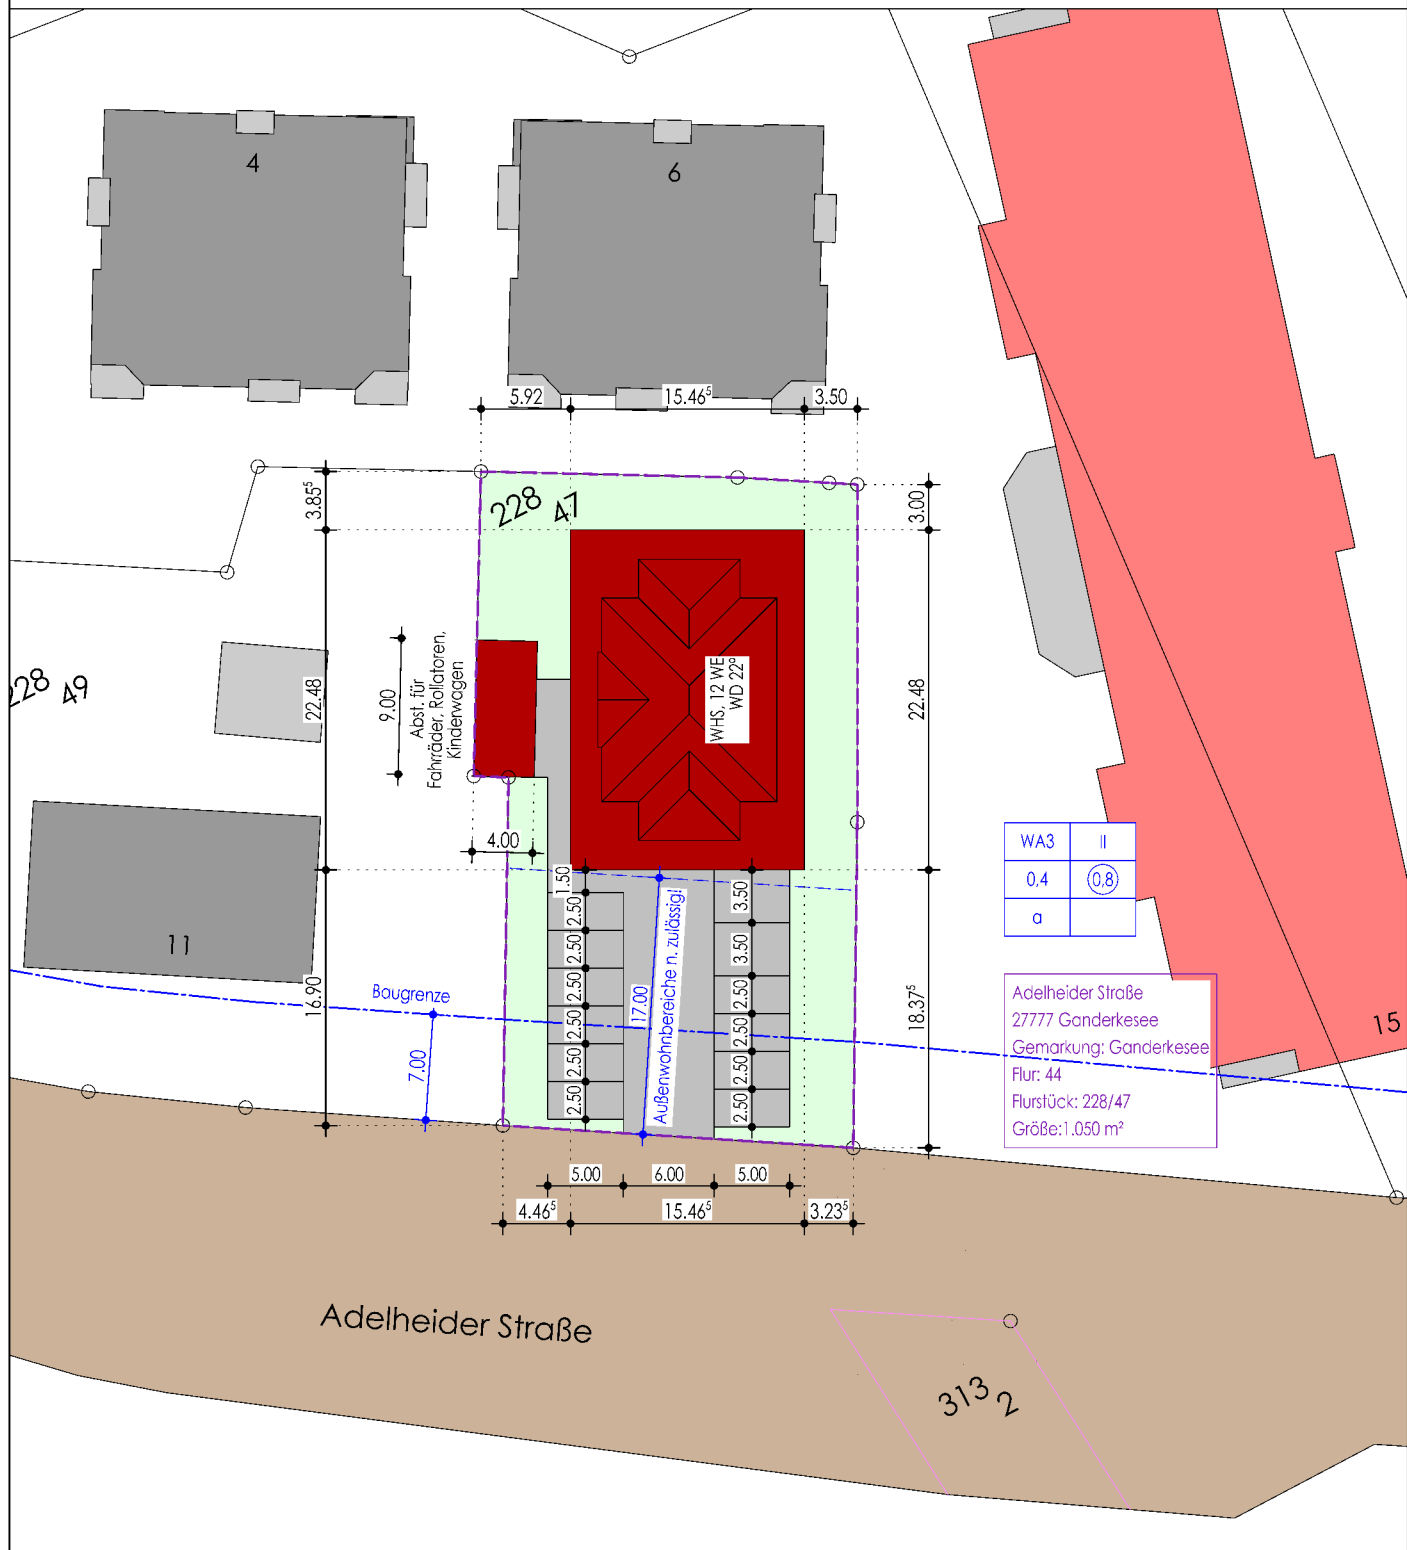 4
6
5.92
15.46⁵
3.50
228
47
3.85⁵
3.00
22.48
22.48
228
49
9.00
Abst. für
Fahrräder, Rollatoren,
Kinderwagen
WHS, 12 WE
WD 22°
4.00
WA3
II
0,4
0,8
a
1.50
2.50
2.50
2.50
2.50
2.50
2.50
3.50
3.50
2.50
2.50
2.50
2.50
17.00
Außenwohnbereiche n. zulässig!
11
16.90
18.37⁵
Baugrenze
7.00
Adelheider Straße
27777 Ganderkesee
Gemarkung: Ganderkesee
Flur: 44
Flurstück: 228/47
Größe:1.050 m²
15
5.00
6.00
5.00
4.46⁵
15.46⁵
3.23⁵
Adelheider Straße
313
2